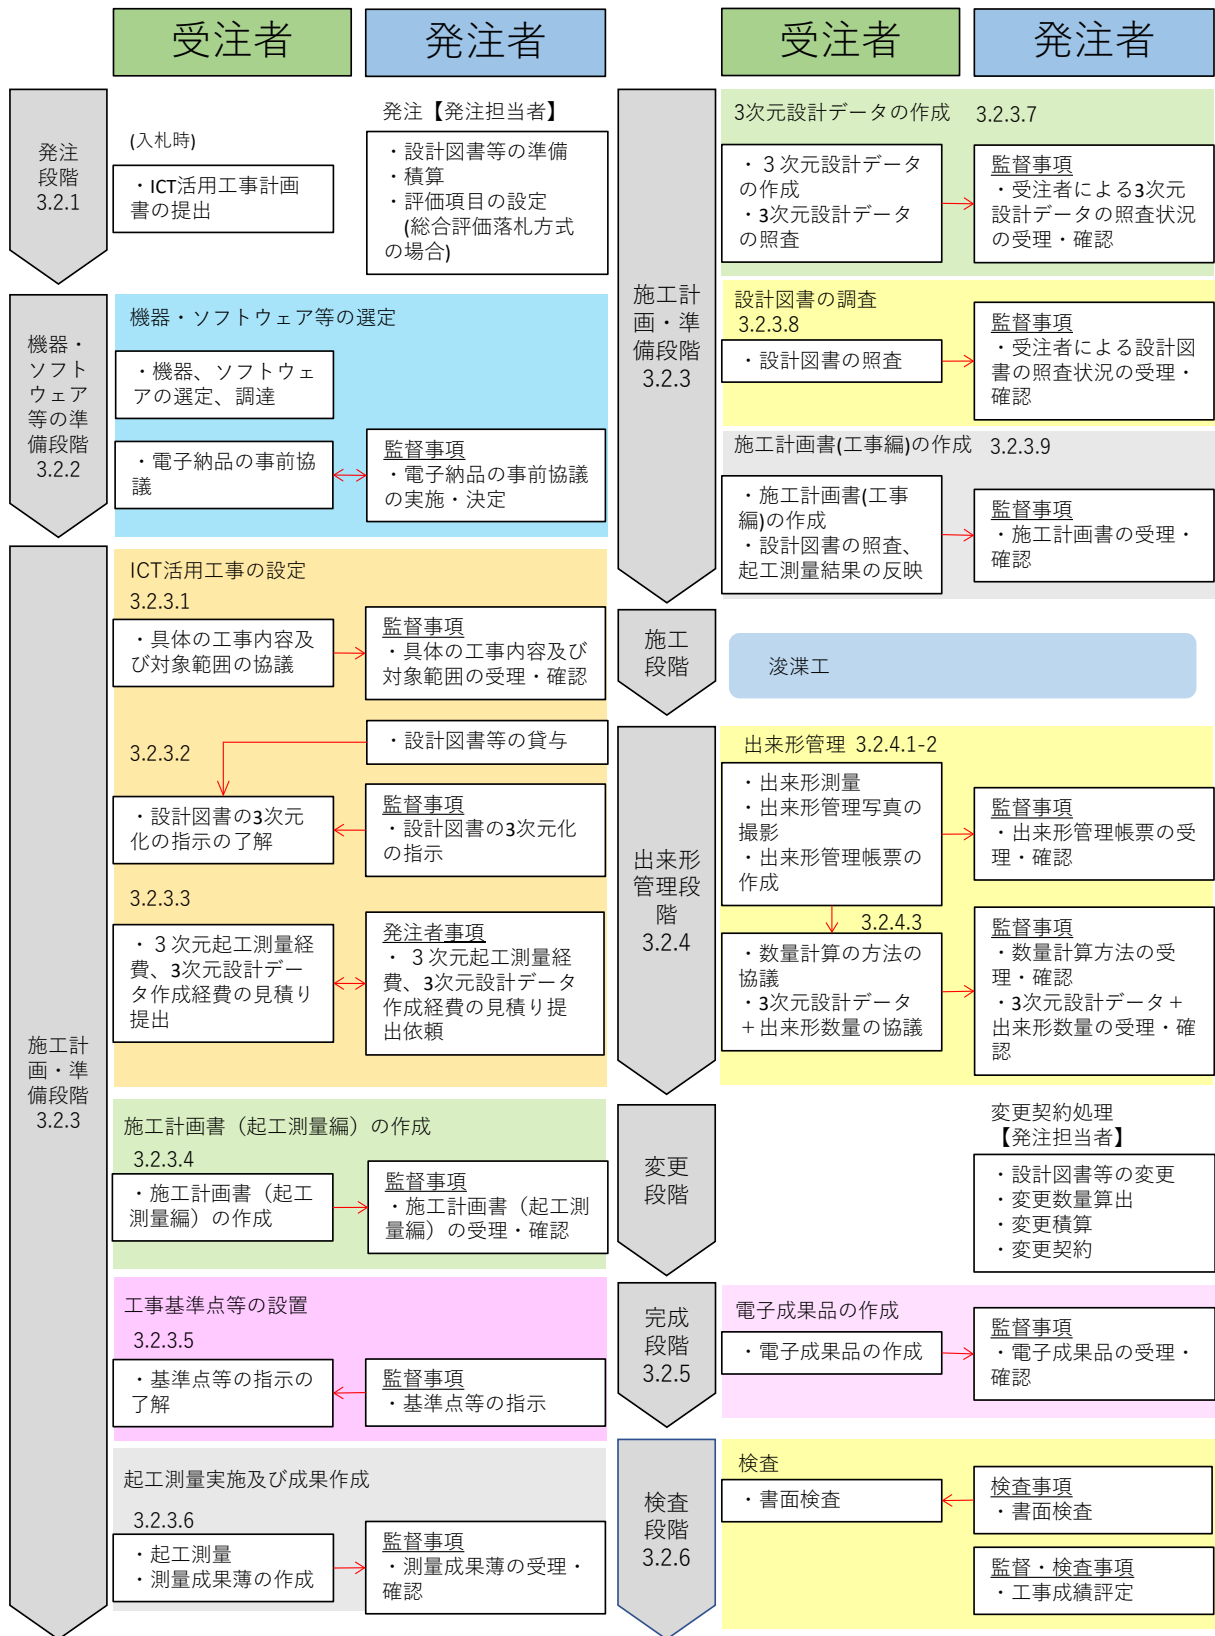 受注者
発注者
発注
段階
3.2.1
(入札時)
・ICT活用工事計画
書の提出
発注【発注担当者】
・設計図書等の準備
・積算
・評価項目の設定
(総合評価落札方式
の場合)
機器・
ソフト
ウェア
等の準
備段階
3.2.2
機器・ソフトウェア等の選定
・機器、ソフトウェ
アの選定、調達
・電子納品の事前協
議
監督事項
・電子納品の事前協議
の実施・決定
施工計
画・準
備段階
3.2.3
ICT活用工事の設定
3.2.3.1
・具体の工事内容及
び対象範囲の協議
監督事項
・具体の工事内容及び
対象範囲の受理・確認
3.2.3.2
・設計図書等の貸与
・設計図書の3次元
化の指示の了解
監督事項
・設計図書の3次元化
の指示
3.2.3.3
・３次元起工測量経
費、3次元設計デー
タ作成経費の見積り
提出
発注者事項
・３次元起工測量経
費、3次元設計データ
作成経費の見積り提
出依頼
施工計画書（起工測量編）の作成
3.2.3.4
・施工計画書（起工
測量編）の作成
監督事項
・施工計画書（起工測
量編）の受理・確認
工事基準点等の設置
3.2.3.5
・基準点等の指示の
了解
監督事項
・基準点等の指示
起工測量実施及び成果作成
3.2.3.6
・起工測量
・測量成果薄の作成
監督事項
・測量成果薄の受理・
確認
受注者
発注者
施工計
画・準
備段階
3.2.3
3次元設計データの作成 3.2.3.7
・３次元設計データ
の作成
・3次元設計データ
の照査
監督事項
・受注者による3次元
設計データの照査状況
の受理・確認
設計図書の調査
3.2.3.8
・設計図書の照査
監督事項
・受注者による設計図
書の照査状況の受理・
確認
施工計画書(工事編)の作成 3.2.3.9
・施工計画書(工事
編)の作成
・設計図書の照査、
起工測量結果の反映
監督事項
・施工計画書の受理・
確認
施工
段階
浚渫工
出来形
管理段
階
3.2.4
出来形管理 3.2.4.1-2
・出来形測量
・出来形管理写真の
撮影
・出来形管理帳票の
作成
監督事項
・出来形管理帳票の受
理・確認
3.2.4.3
・数量計算の方法の
協議
・3次元設計データ
＋出来形数量の協議
監督事項
・数量計算方法の受
理・確認
・3次元設計データ＋
出来形数量の受理・確
認
変更
段階
変更契約処理
【発注担当者】
・設計図書等の変更
・変更数量算出
・変更積算
・変更契約
完成
段階
3.2.5
電子成果品の作成
・電子成果品の作成
監督事項
・電子成果品の受理・
確認
検査
段階
3.2.6
検査
・書面検査
検査事項
・書面検査
監督・検査事項
・工事成績評定